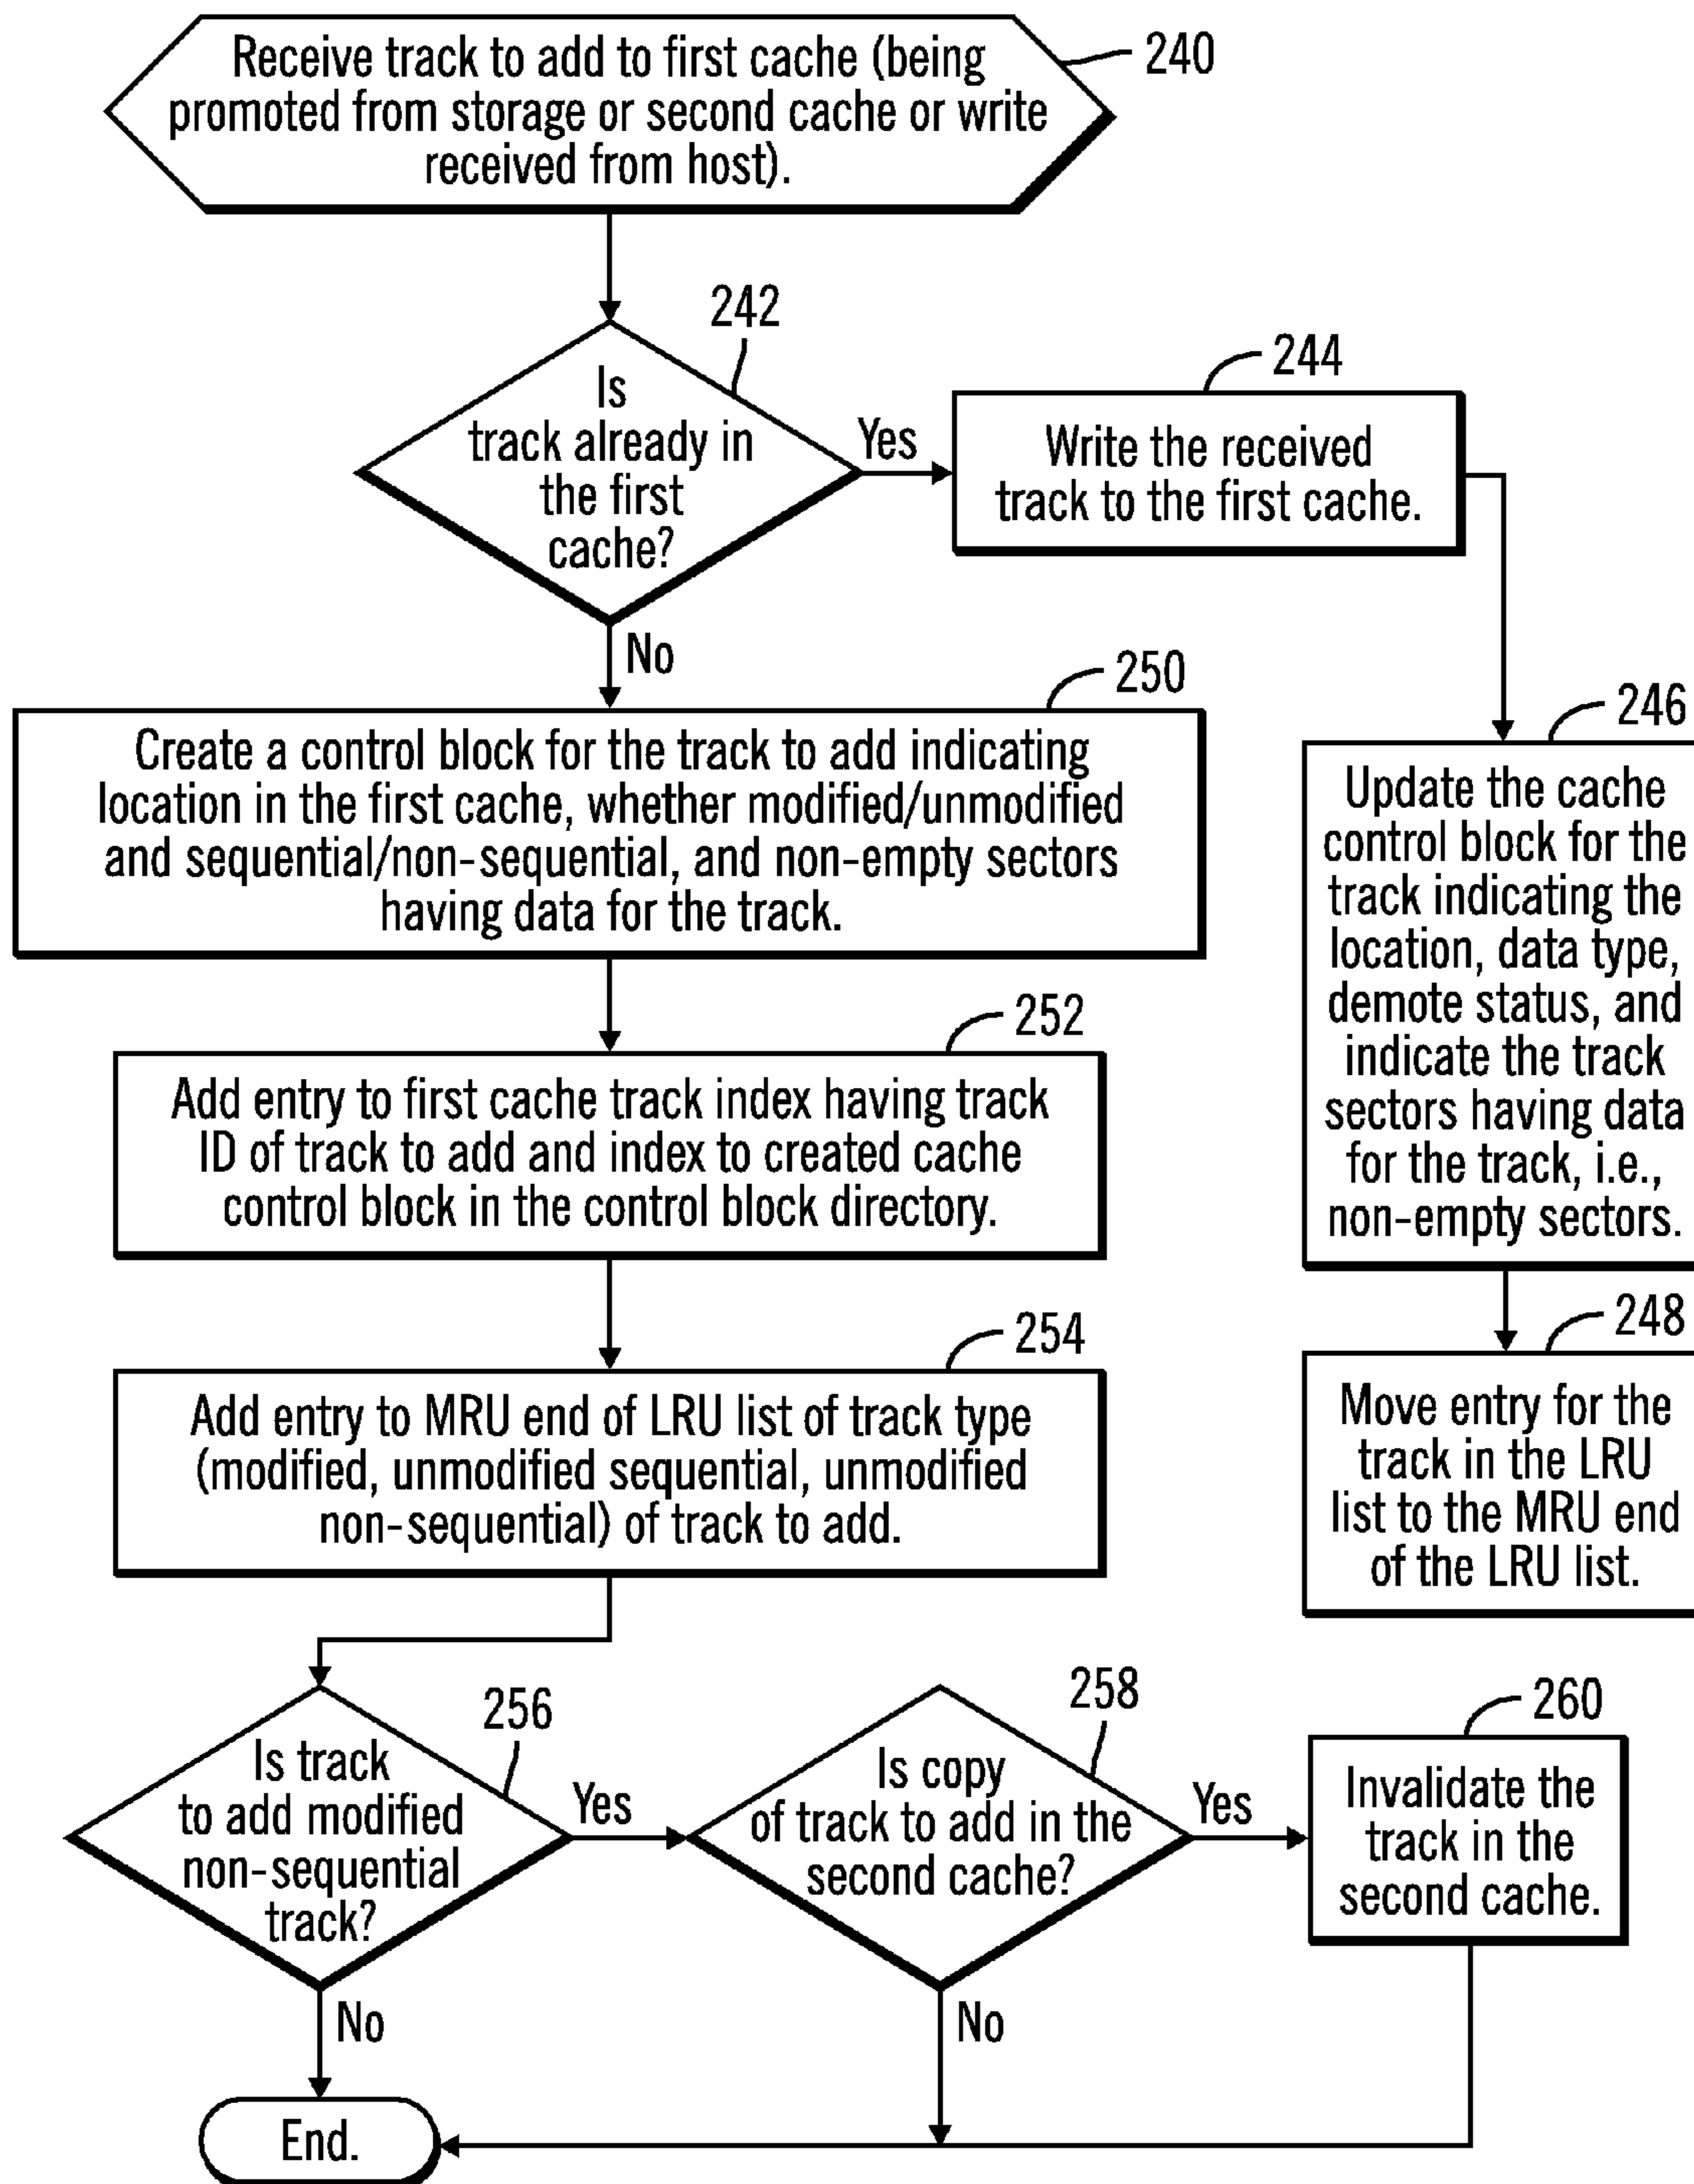 Receive track to add to first cache (being
promoted from storage or second cache or write
received from host).
240
242
Is
track already in
the first
cache?
Yes
No
244
Write the received
track to the first cache.
246
Update the cache
control block for the
track indicating the
location, data type,
demote status, and
indicate the track
sectors having data
for the track, i.e.,
non-empty sectors.
248
Move entry for the
track in the LRU
list to the MRU end
of the LRU list.
250
Create a control block for the track to add indicating
location in the first cache, whether modified/unmodified
and sequential/non-sequential, and non-empty sectors
having data for the track.
252
Add entry to first cache track index having track
ID of track to add and index to created cache
control block in the control block directory.
254
Add entry to MRU end of LRU list of track type
(modified, unmodified sequential, unmodified
non-sequential) of track to add.
256
Is track
to add modified
non-sequential
track?
Yes
No
258
Is copy
of track to add in the
second cache?
Yes
No
260
Invalidate the
track in the
second cache.
End.